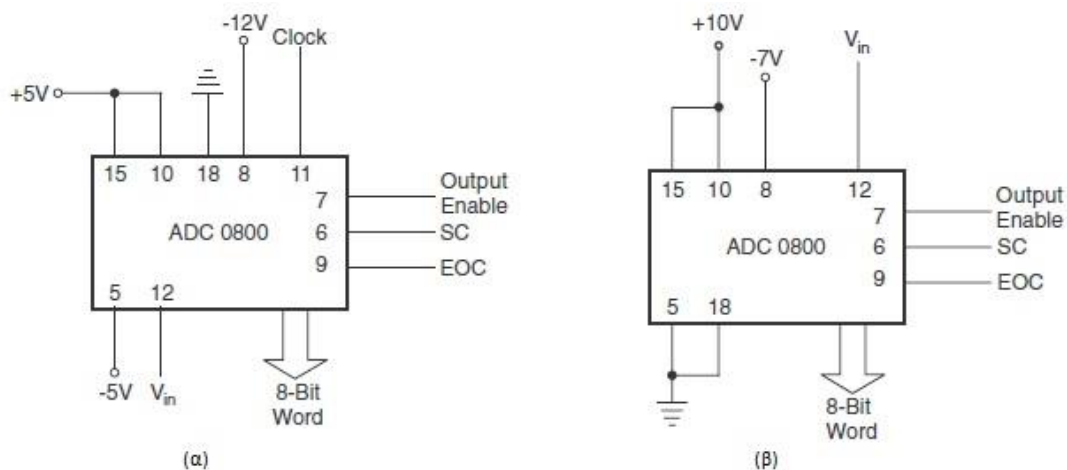 -12V
Clock
+5V
15 10 18 8 11
7
Output
Enable
ADC 0800
6
SC
9
EOC
5 12
-5V
V_in
8-Bit
Word
(α)
+10V
-7V
V_in
15 10 8 12
7
Output
Enable
ADC 0800
6
SC
9
EOC
5 18
8-Bit
Word
(β)